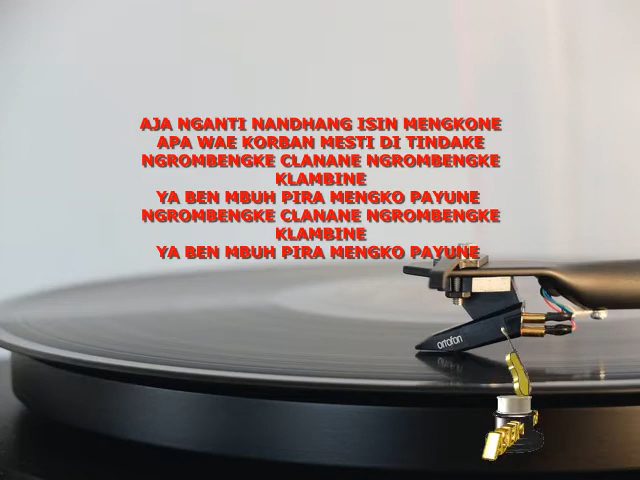 AJA NGANTI NANDHANG ISIN MENGKONE
APA WAE KORBAN MESTI DI TINDAKE
NGROMBENGKE CLANANE NGROMBENGKE
KLAMBINE
YA BEN MBUH PIRA MENGKO PAYUNE
NGROMBENGKE CLANANE NGROMBENGKE
KLAMBINE
YA BEN MBUH PIRA MENGKO PAYUNE
ortofon